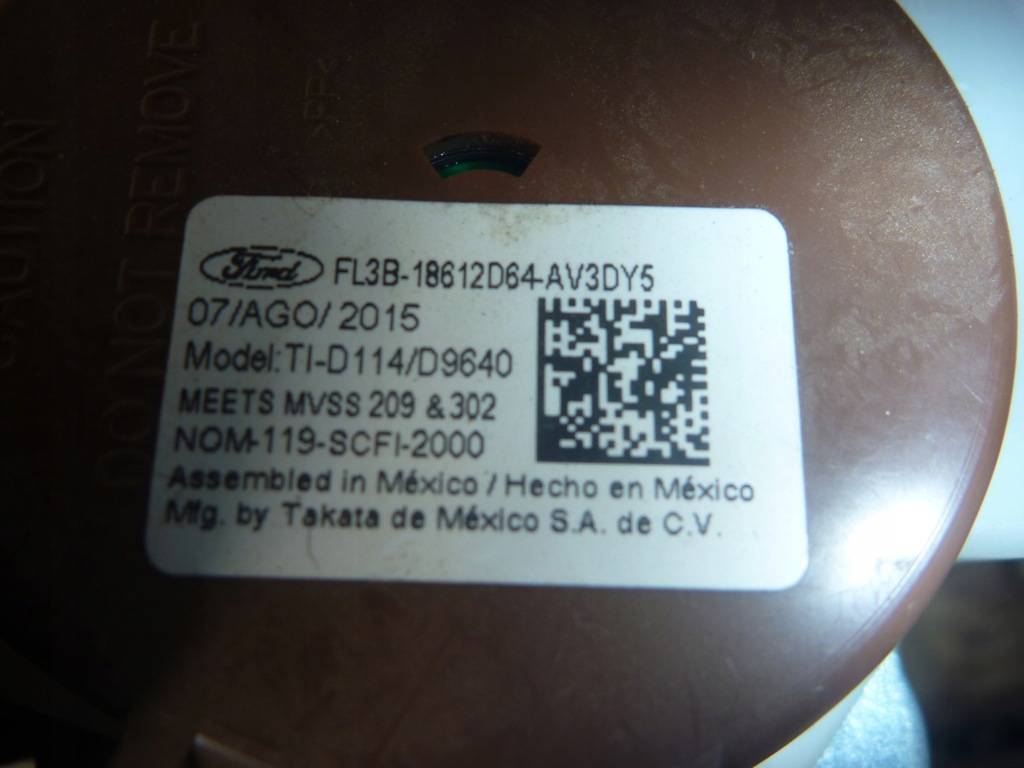 CAUTION
DO NOT REMOVE
>PP<
Ford FL3B-18612D64-AV3DY5
07/AGO/ 2015
Model: TI-D114/D9640
MEETS MVSS 209 & 302
NOM-119-SCFI-2000
Assembled in México / Hecho en México
Mfg. by Takata de México S.A. de C.V.